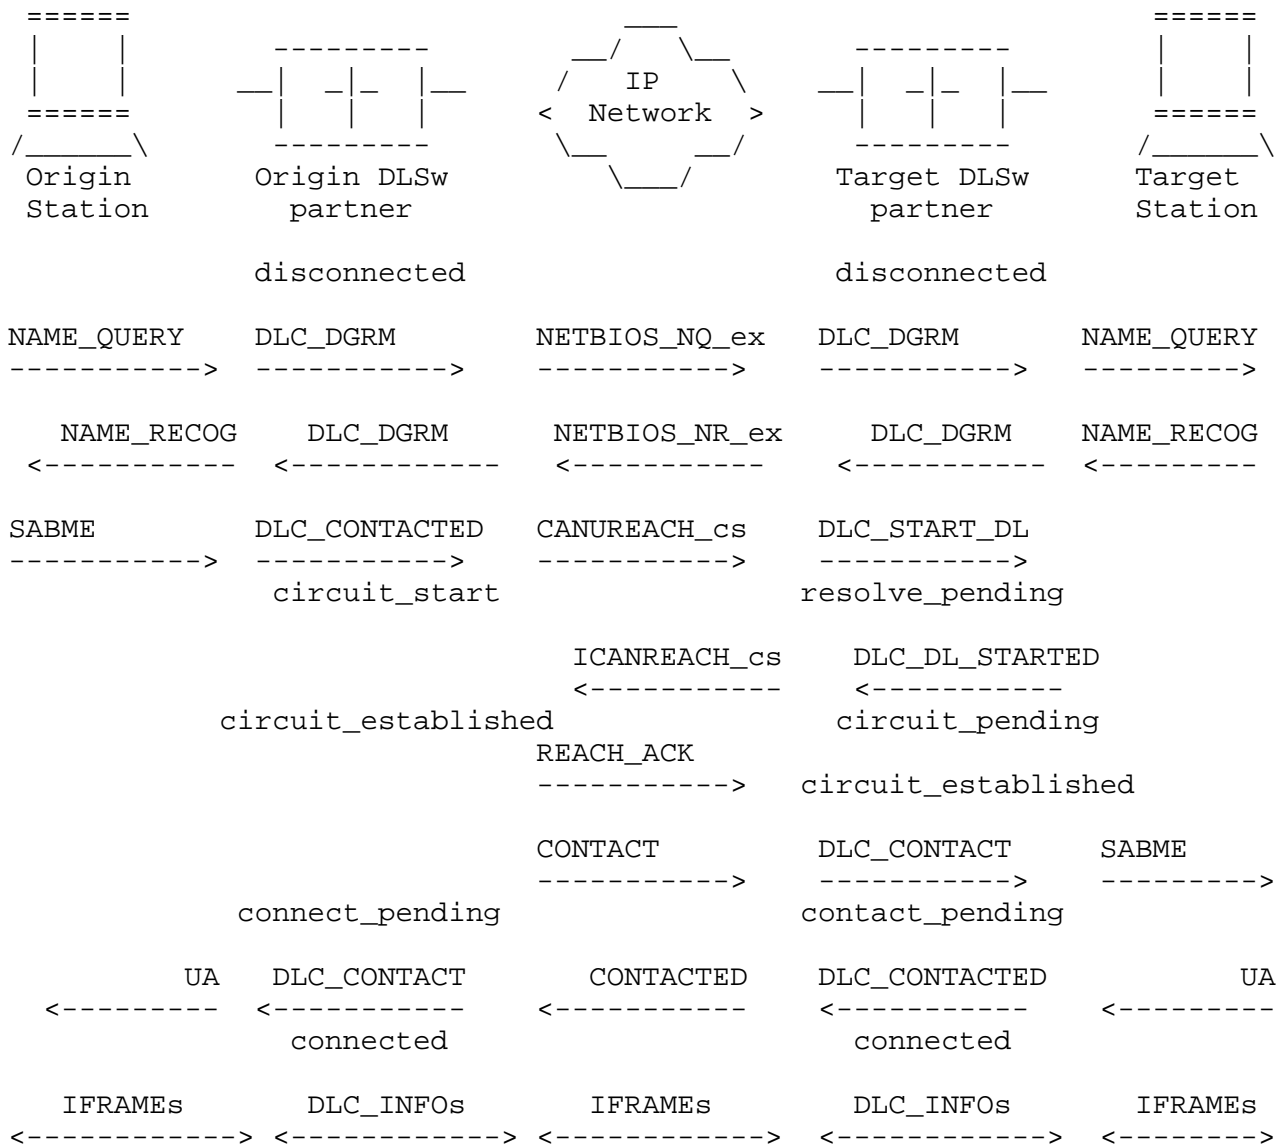 IP
Network
Origin Origin DLSw Target DLSw Target
Station partner partner Station
disconnected disconnected
NAME_QUERY DLC_DGRM NETBIOS_NQ_ex DLC_DGRM NAME_QUERY
NAME_RECOG DLC_DGRM NETBIOS_NR_ex DLC_DGRM NAME_RECOG
SABME DLC_CONTACTED CANUREACH_cs DLC_START_DL
circuit_start resolve_pending
ICANREACH_cs DLC_DL_STARTED
circuit_established circuit_pending
REACH_ACK
circuit_established
CONTACT DLC_CONTACT SABME
connect_pending contact_pending
UA DLC_CONTACT CONTACTED DLC_CONTACTED UA
connected connected
IFRAMEs DLC_INFOs IFRAMEs DLC_INFOs IFRAMEs